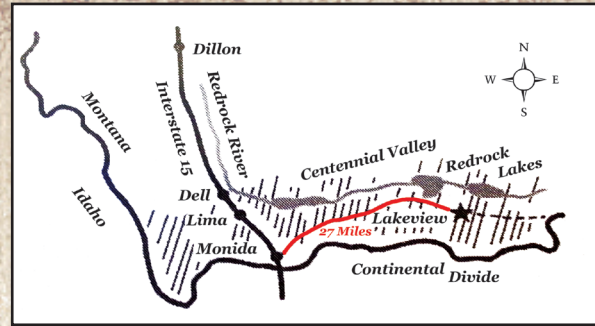 Dillon
N
W E
S
Montana
Interstate 15
Redrock River
Centennial Valley
Redrock
Lakes
Idaho
Dell
Lima
Lakeview
27 Miles
Monida
Continental Divide